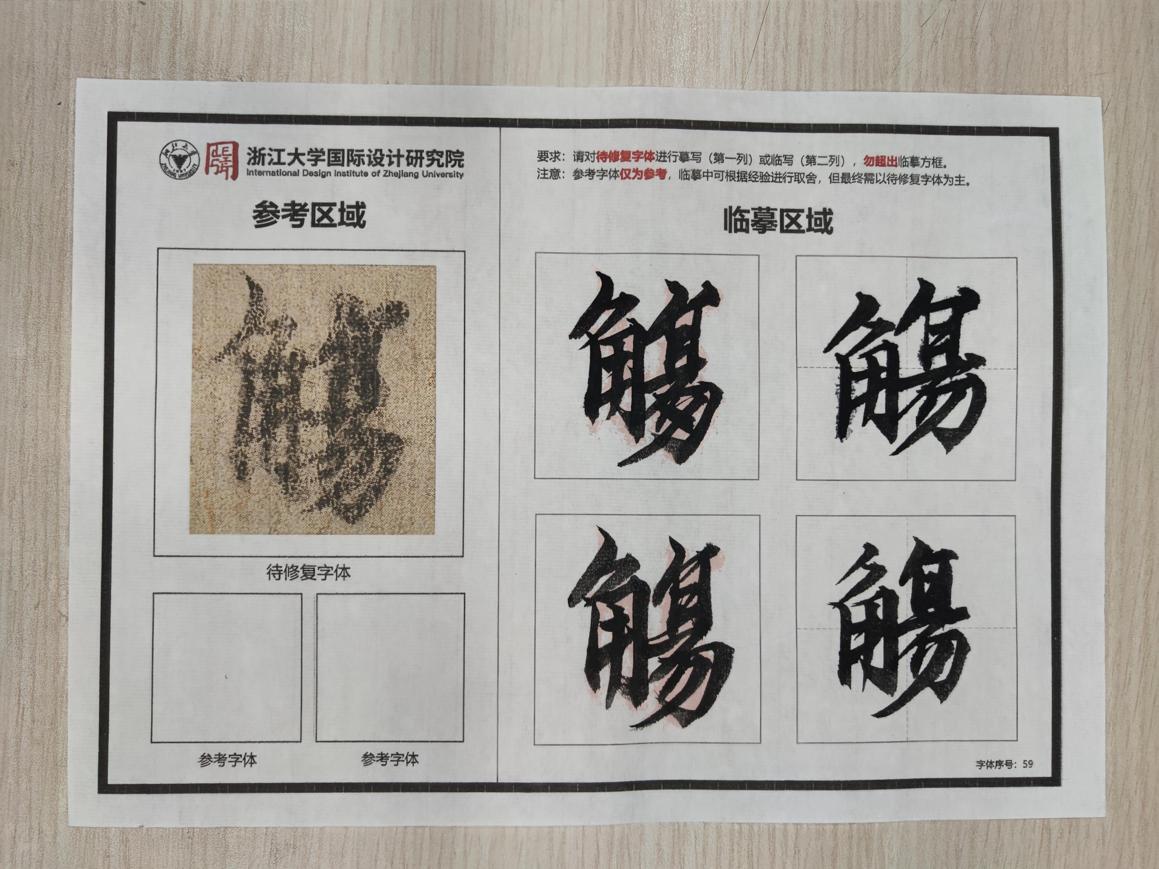 浙江大学国际设计研究院
International Design Institute of Zhejiang University
参考区域
待修复字体
参考字体
参考字体
要求：请对待修复字体进行摹写（第一列）或临写（第二列），勿超出临摹方框。
注意：参考字体仅为参考，临摹中可根据经验进行取舍，但最终需以待修复字体为主。
临摹区域
觴 觴
觴 觴
字体序号：59